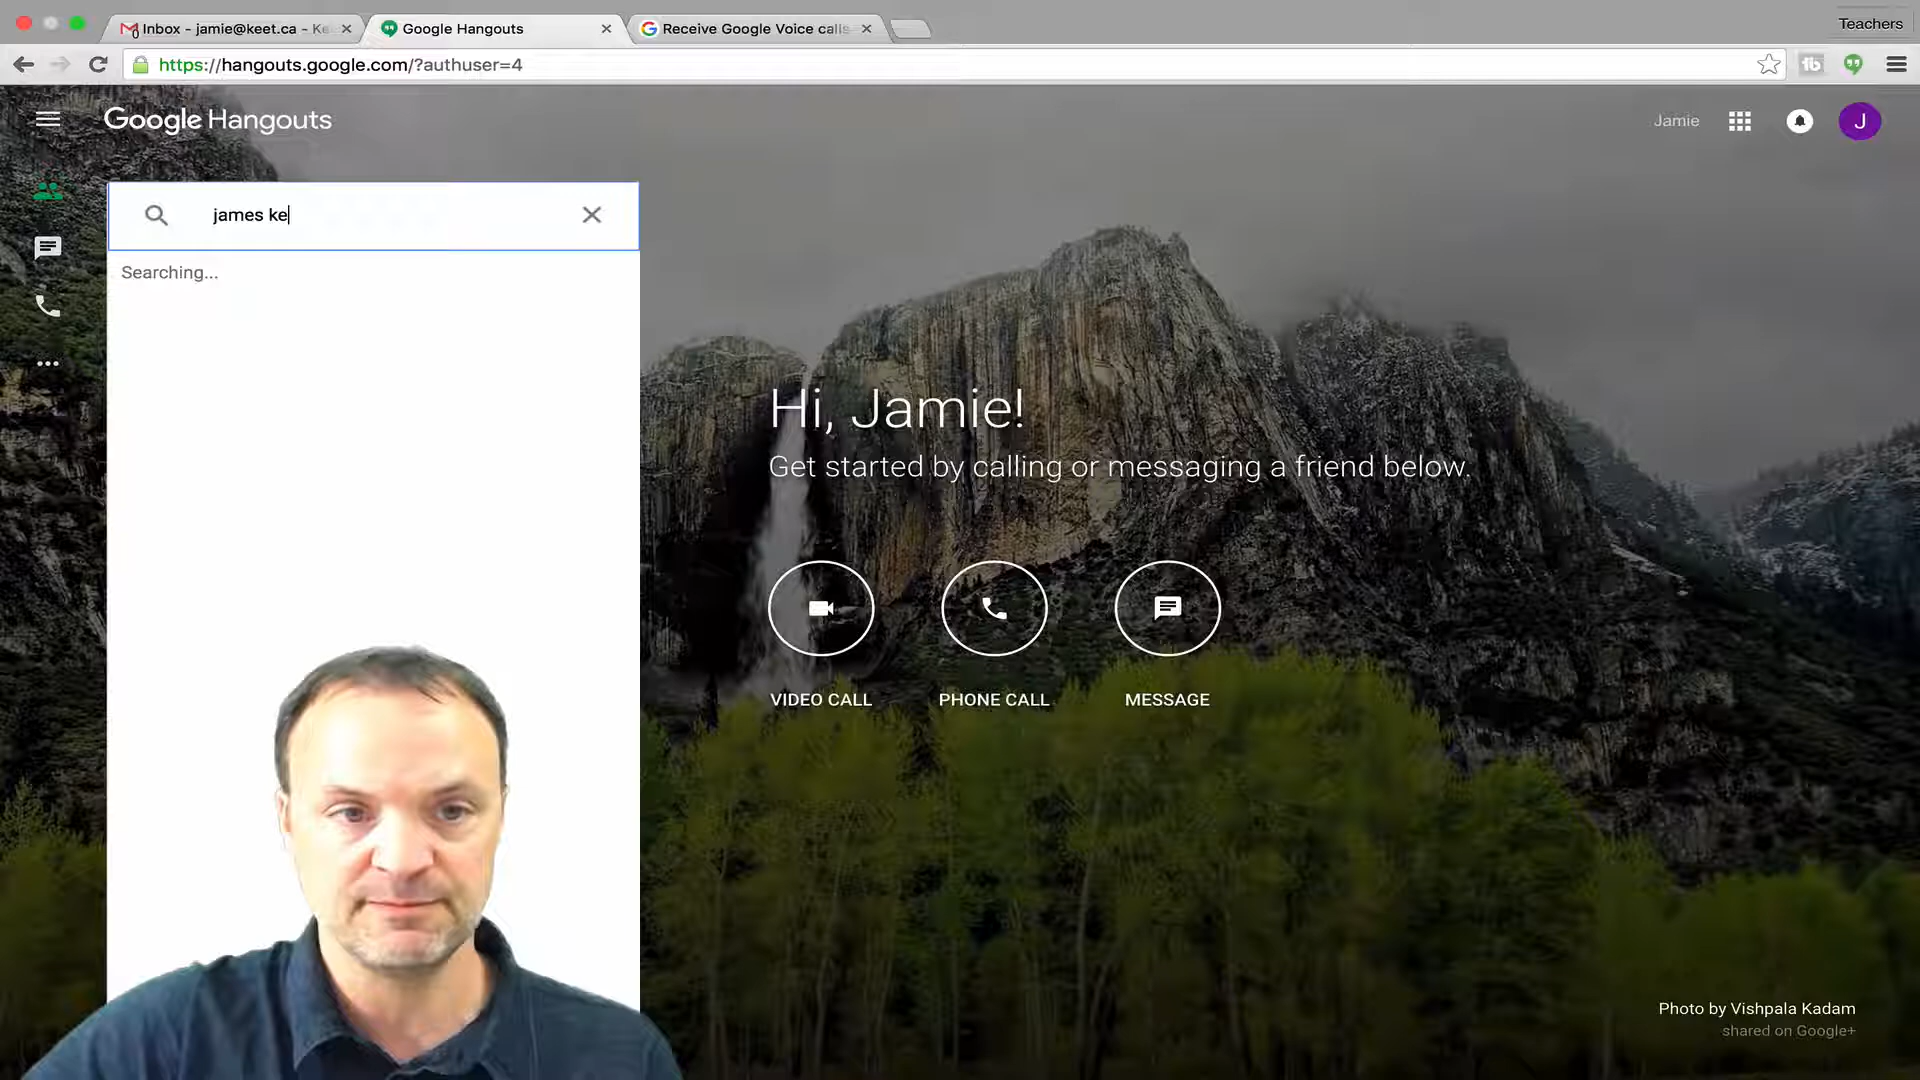 Inbox - jamie@keet.ca - Ke
Google Hangouts
Receive Google Voice calls
Teachers
https://hangouts.google.com/?authuser=4
Google Hangouts
Jamie
J
james ke
Searching...
Hi, Jamie!
Get started by calling or messaging a friend below.
VIDEO CALL
PHONE CALL
MESSAGE
Photo by Vishpala Kadam
shared on Google+